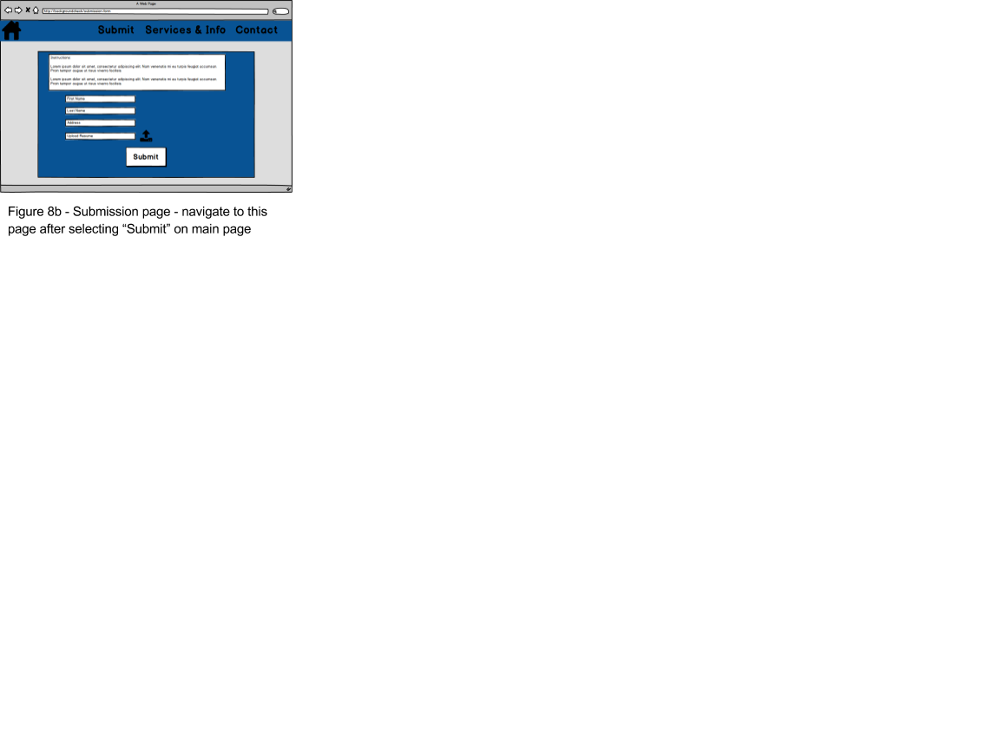 A Web Page
http://backgroundcheck/submission-form
Submit Services & Info Contact
Instructions:
Lorem ipsum dolor sit amet, consectetur adipiscing elit. Nam venenatis mi eu turpis feugiat accumsan.
Proin tempor augue ut risus viverra facilisis.
Lorem ipsum dolor sit amet, consectetur adipiscing elit. Nam venenatis mi eu turpis feugiat accumsan.
Proin tempor augue ut risus viverra facilisis.
First Name
Last Name
Address
Upload Resume
Submit
Figure 8b - Submission page - navigate to this
page after selecting “Submit” on main page